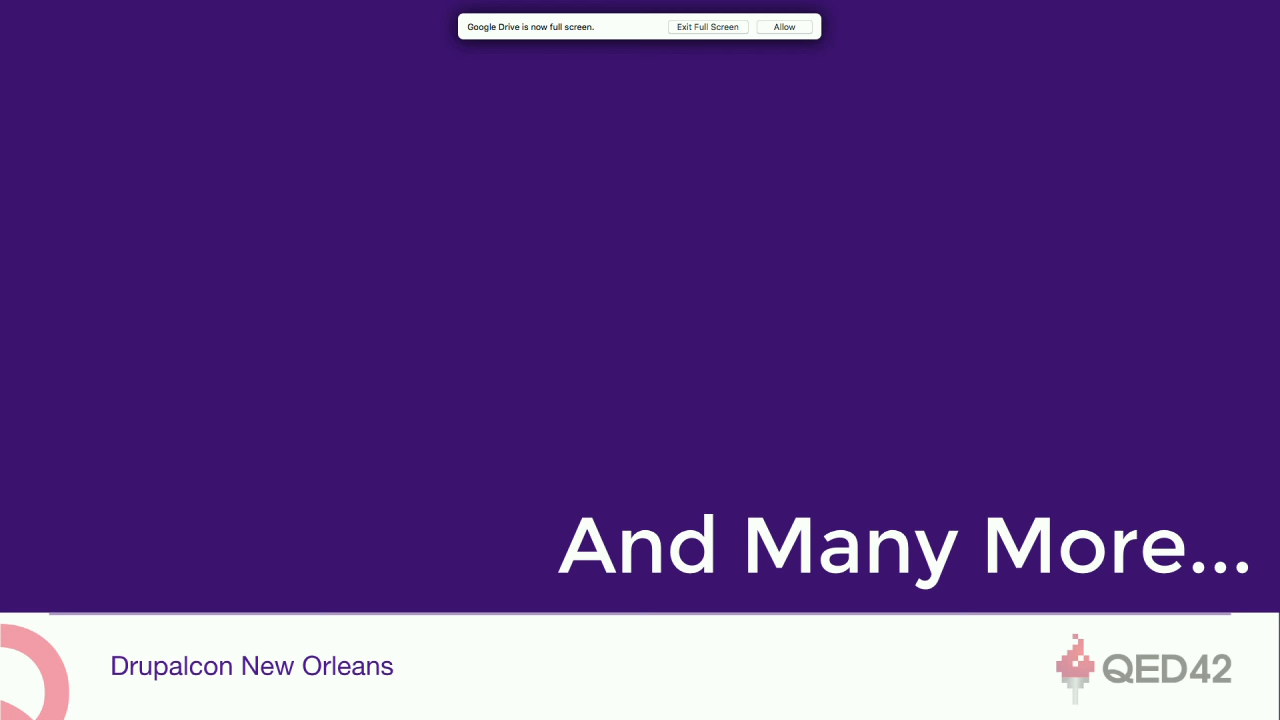 Google Drive is now full screen. Exit Full Screen Allow
And Many More...
Drupalcon New Orleans
QED42